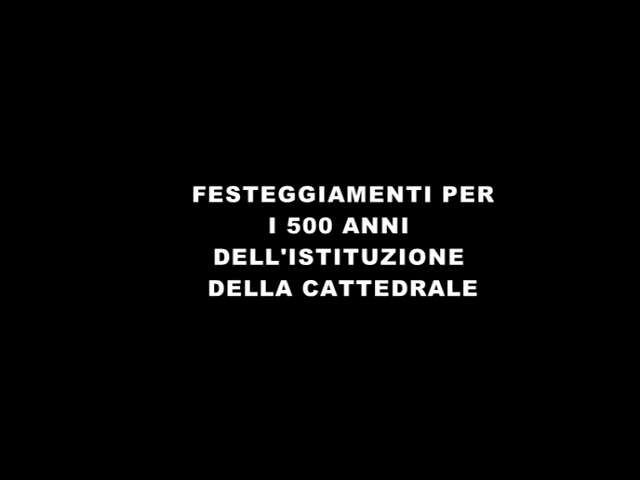 FESTEGGIAMENTI PER
I 500 ANNI
DELL'ISTITUZIONE
DELLA CATTEDRALE